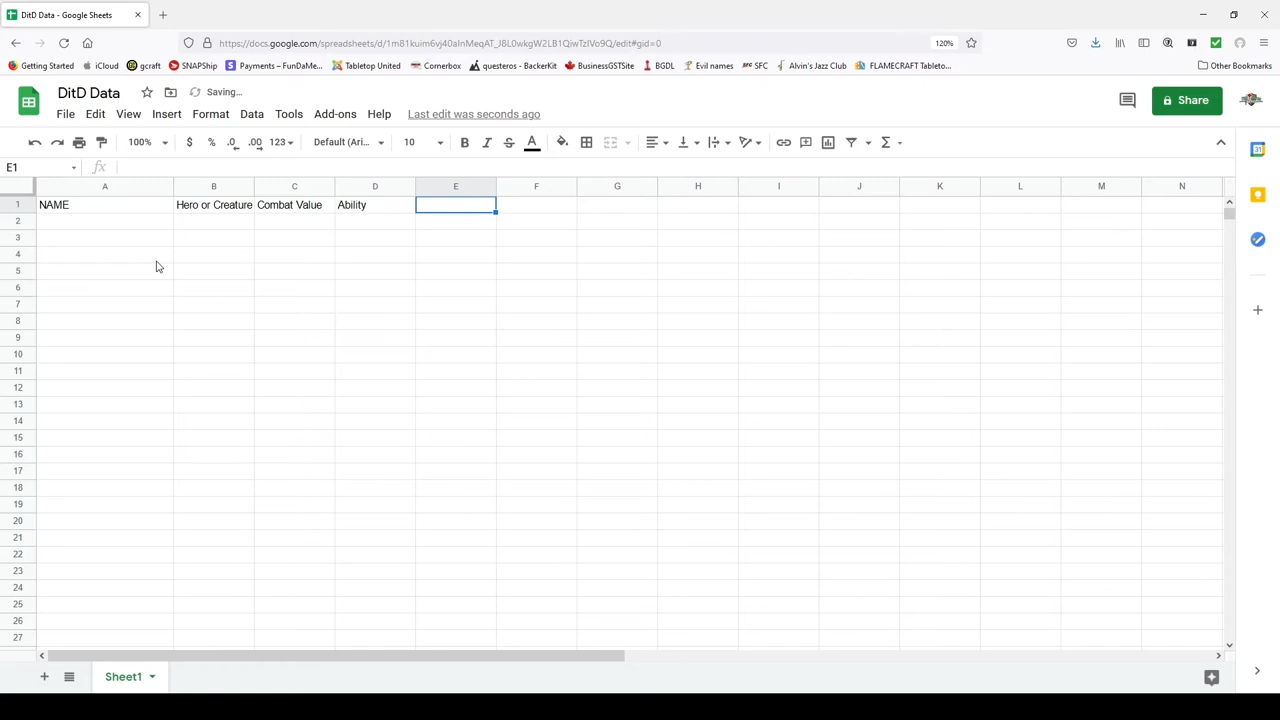 DitD Data - Google Sheets
https://docs.google.com/spreadsheets/d/1m81kuim6vj40aInMeqAT_J8UwkgW2LB1QiwTzIVo9Q/edit#gid=0
120%
Getting Started iCloud gcraft SNAPShip Payments – FunDaMe... Tabletop United Cornerbox questeros - BackerKit BusinessGSTSite BGDL Evil names SFC Alvin's Jazz Club FLAMECRAFT Tableto... Other Bookmarks
DitD Data Saving...
File Edit View Insert Format Data Tools Add-ons Help Last edit was seconds ago
Share
100% $ % .0 .00 123 Default (Ari... 10 B I S A Σ
E1 fx
A B C D E F G H I J K L M N
1 NAME Hero or Creature Combat Value Ability
2
3
4
5
6
7
8
9
10
11
12
13
14
15
16
17
18
19
20
21
22
23
24
25
26
27
Sheet1